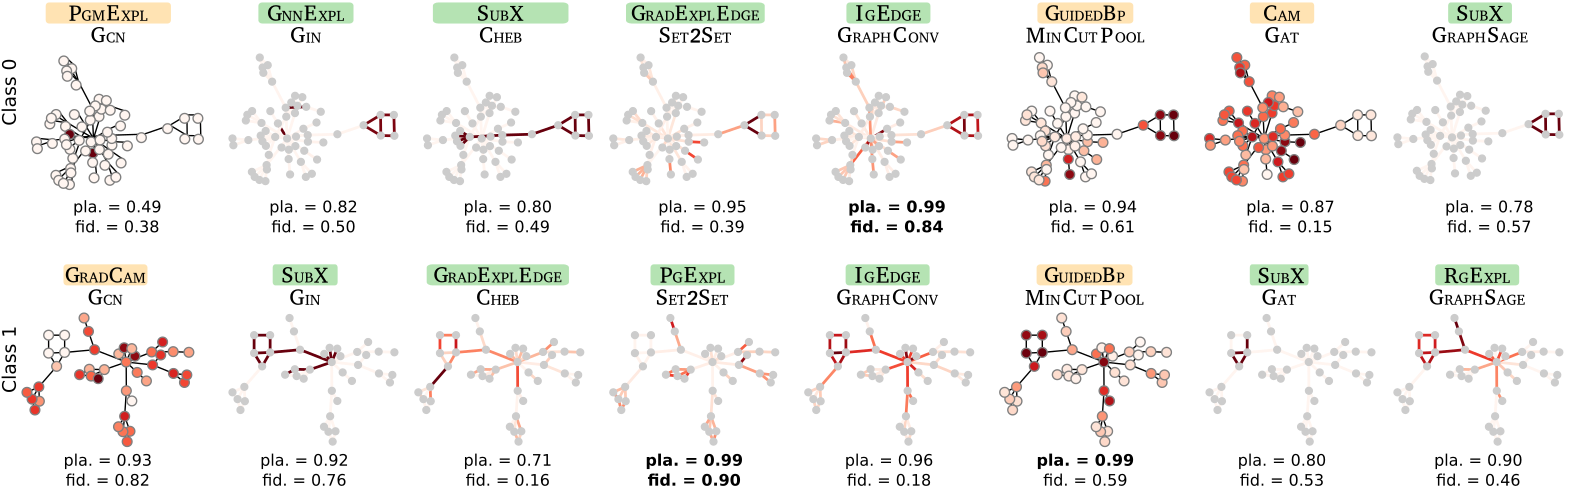 PGMEXPL GNNEXPL SUBX GRADEXPLEDGE IGEDGE GUIDEDBP CAM SUBX
GCN GIN CHEB SET2SET GRAPHCONV MINCUTPOOL GAT GRAPHSAGE
Class 0
pla. = 0.49 pla. = 0.82 pla. = 0.80 pla. = 0.95 pla. = 0.99 pla. = 0.94 pla. = 0.87 pla. = 0.78
fid. = 0.38 fid. = 0.50 fid. = 0.49 fid. = 0.39 fid. = 0.84 fid. = 0.61 fid. = 0.15 fid. = 0.57
GRADCAM SUBX GRADEXPLEDGE PGEXPL IGEDGE GUIDEDBP SUBX RGEXPL
GCN GIN CHEB SET2SET GRAPHCONV MINCUTPOOL GAT GRAPHSAGE
Class 1
pla. = 0.93 pla. = 0.92 pla. = 0.71 pla. = 0.99 pla. = 0.96 pla. = 0.99 pla. = 0.80 pla. = 0.90
fid. = 0.82 fid. = 0.76 fid. = 0.16 fid. = 0.90 fid. = 0.18 fid. = 0.59 fid. = 0.53 fid. = 0.46